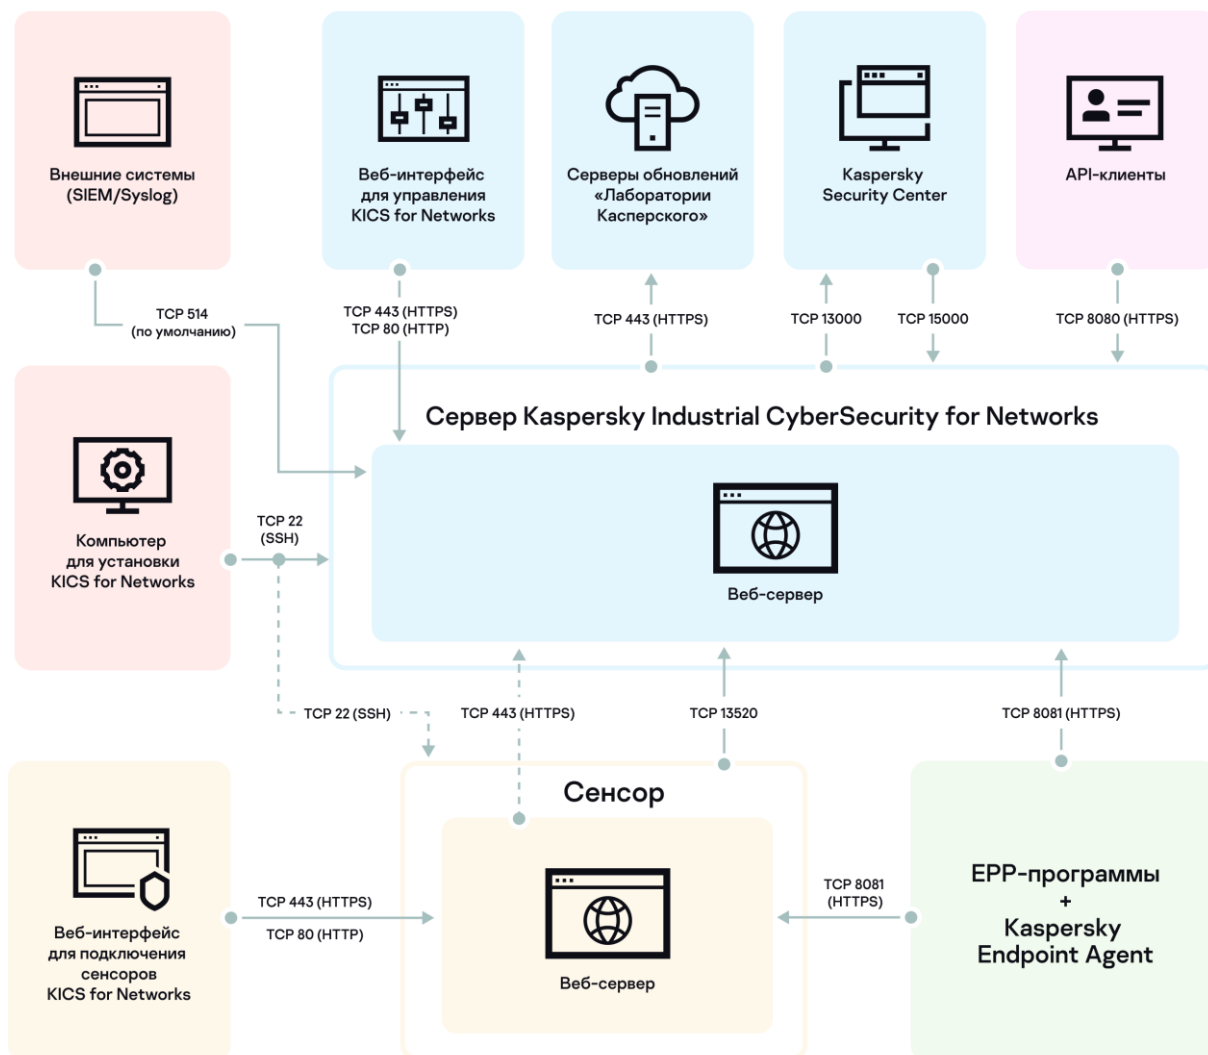 Внешние системы
(SIEM/Syslog)
Веб-интерфейс
для управления
KICS for Networks
Серверы обновлений
«Лаборатории
Касперского»
Kaspersky
Security Center
API-клиенты
TCP 514
(по умолчанию)
TCP 443 (HTTPS)
TCP 80 (HTTP)
TCP 443 (HTTPS)
TCP 13000
TCP 15000
TCP 8080 (HTTPS)
Сервер Kaspersky Industrial CyberSecurity for Networks
Компьютер
для установки
KICS for Networks
TCP 22
(SSH)
Веб-сервер
TCP 22 (SSH)
TCP 443 (HTTPS)
TCP 13520
TCP 8081 (HTTPS)
Сенсор
Веб-интерфейс
для подключения
сенсоров
KICS for Networks
TCP 443 (HTTPS)
TCP 80 (HTTP)
Веб-сервер
TCP 8081
(HTTPS)
EPP-программы
+
Kaspersky
Endpoint Agent